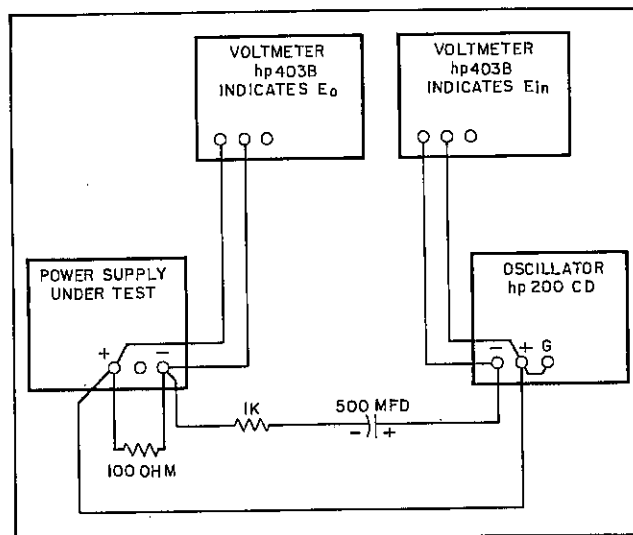 VOLTMETER
hp403B
INDICATES Eo
VOLTMETER
hp403B
INDICATES Ein
POWER SUPPLY
UNDER TEST
+ −
OSCILLATOR
hp 200 CD
− + G
1K
500 MFD
− +
100 OHM